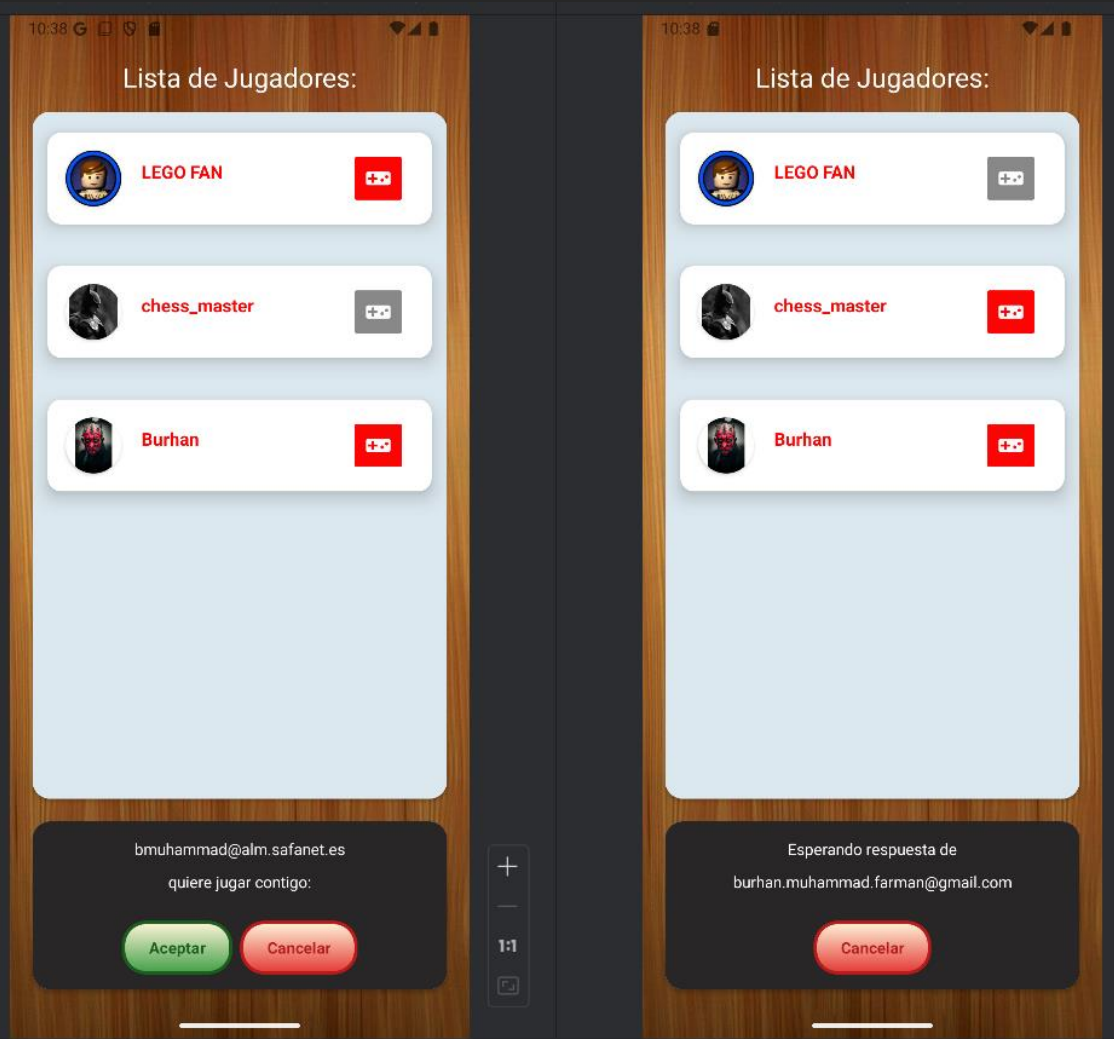 10:38
Lista de Jugadores:
LEGO FAN
chess_master
Burhan
bmuhammad@alm.safanet.es
quiere jugar contigo:
Aceptar
Cancelar
1:1
10:38
Lista de Jugadores:
LEGO FAN
chess_master
Burhan
Esperando respuesta de
burhan.muhammad.farman@gmail.com
Cancelar